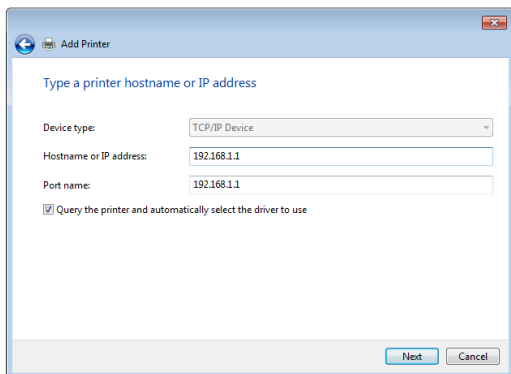 Add Printer
Type a printer hostname or IP address
Device type: TCP/IP Device
Hostname or IP address: 192.168.1.1
Port name: 192.168.1.1
Query the printer and automatically select the driver to use
Next Cancel